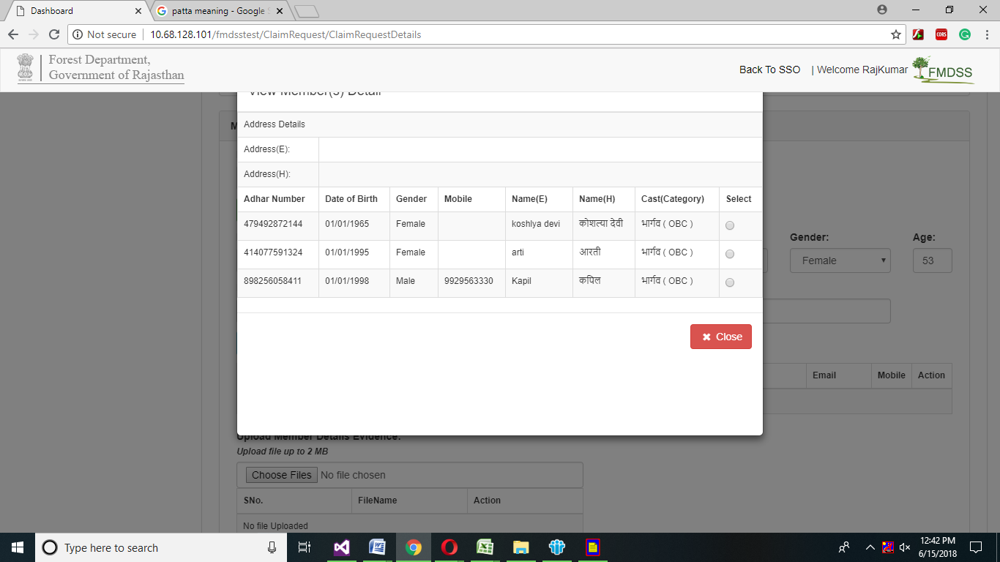 Dashboard
patta meaning - Google S
Not secure 10.68.128.101/fmdsstest/ClaimRequest/ClaimRequestDetails
CORS
Forest Department,
Government of Rajasthan
Back To SSO | Welcome RajKumar FMDSS
View Member(s) Detail
M
Address Details
Address(E):
Address(H):
Adhar Number Date of Birth Gender Mobile Name(E) Name(H) Cast(Category) Select
479492872144 01/01/1965 Female koshlya devi कोशल्या देवी भार्गव ( OBC )
414077591324 01/01/1995 Female arti आरती भार्गव ( OBC )
898256058411 01/01/1998 Male 9929563330 Kapil कपिल भार्गव ( OBC )
Gender: Age:
Female 53
Close
Email Mobile Action
Upload Member Details Evidence:
Upload file up to 2 MB
Choose Files No file chosen
SNo. FileName Action
No file Uploaded
Type here to search
12:42 PM
6/15/2018